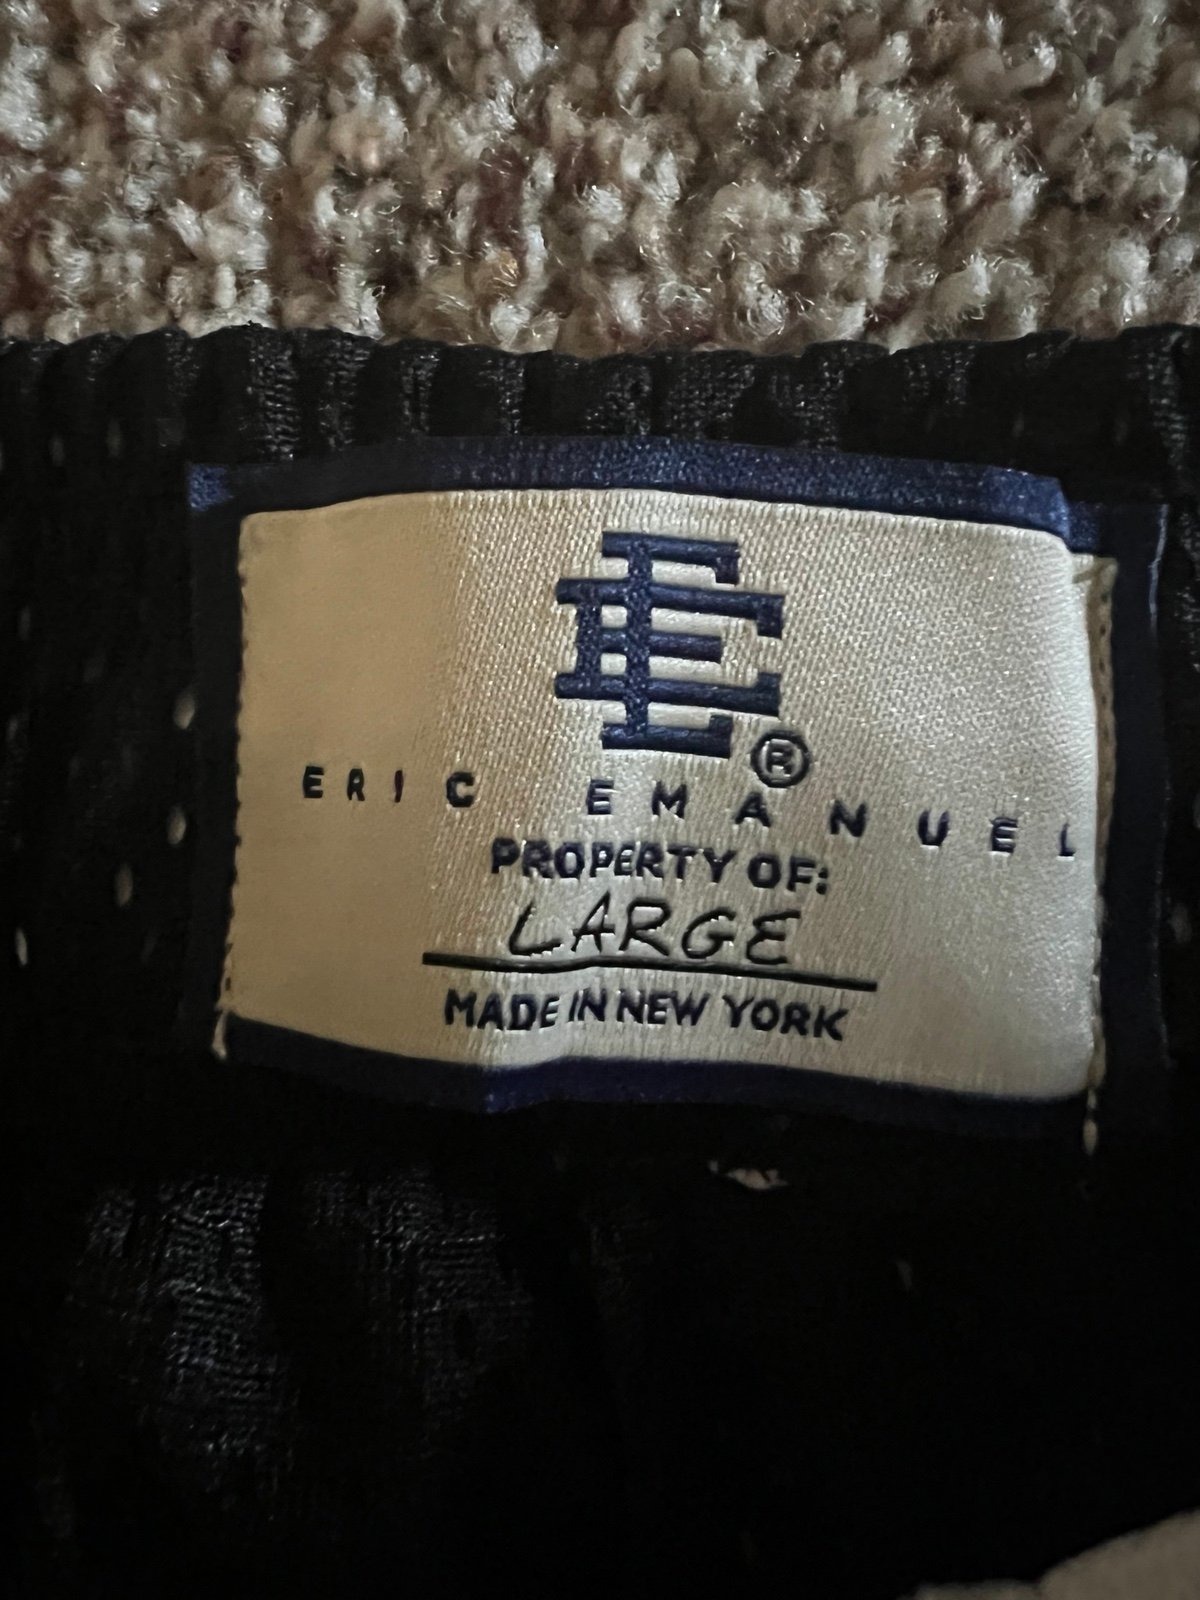 EE
®
ERIC EMANUEL
PROPERTY OF:
LARGE
MADE IN NEW YORK